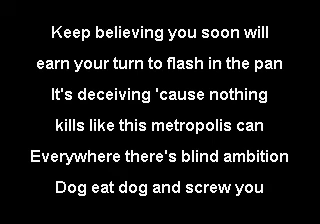 Keep believing you soon will
earn your turn to flash in the pan
It's deceiving 'cause nothing
kills like this metropolis can
Everywhere there's blind ambition
Dog eat dog and screw you